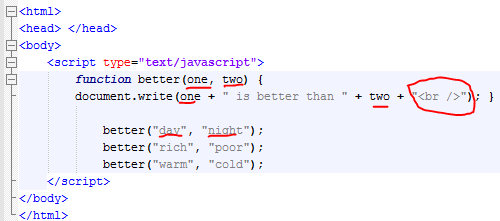 <html>
<head> </head>
<body>
<script type="text/javascript">
function better(one, two) {
document.write(one + " is better than " + two + "<br />"); }
better("day", "night");
better("rich", "poor");
better("warm", "cold");
</script>
</body>
</html>